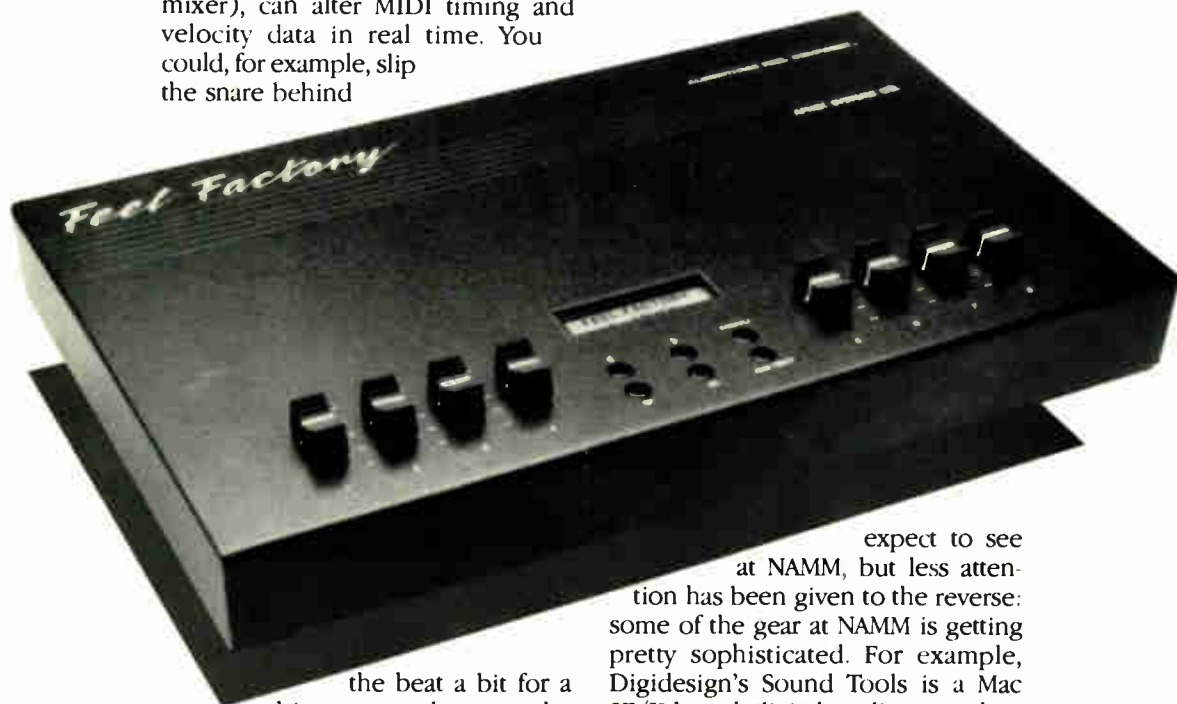 mixer), can alter MIDI timing and
velocity data in real time. You
could, for example, slip
the snare behind
Feel Factory
the beat a bit for a
expect to see
at NAMM, but less atten-
tion has been given to the reverse:
some of the gear at NAMM is getting
pretty sophisticated. For example,
Digidesign's Sound Tools is a Mac